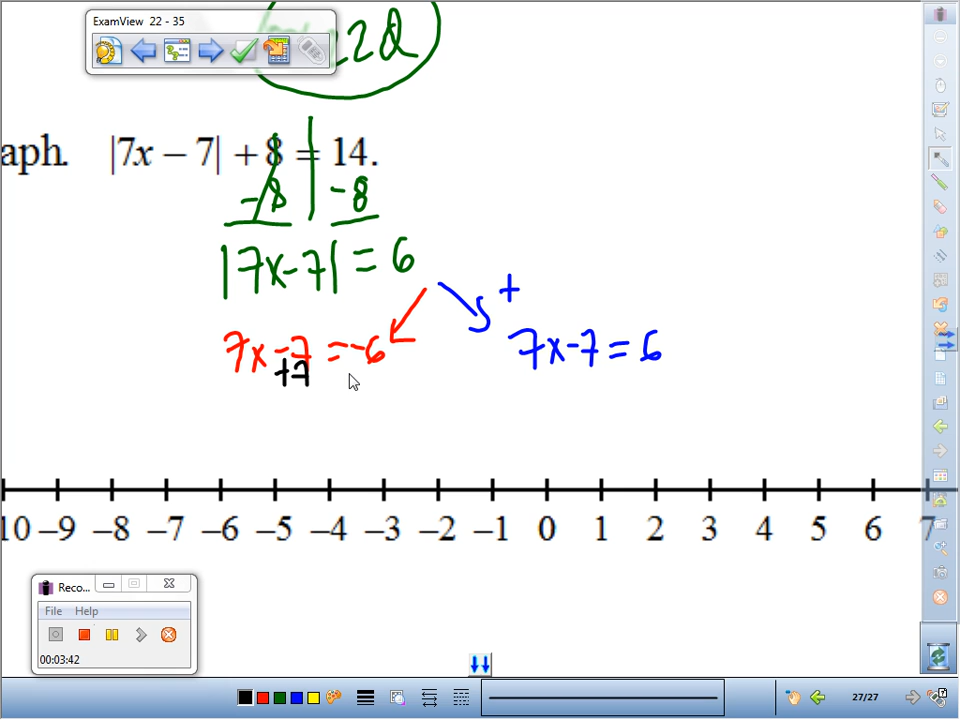 ExamView 22 - 35
22Q
aph. |7x – 7| + 8 = 14.
-8 -8
|7x-7| = 6
+
7x-7 = -6
7x-7 = 6
+7
10 –9 –8 –7 –6 –5 –4 –3 –2 –1 0 1 2 3 4 5 6 7
Reco...
File Help
00:03:42
27/27